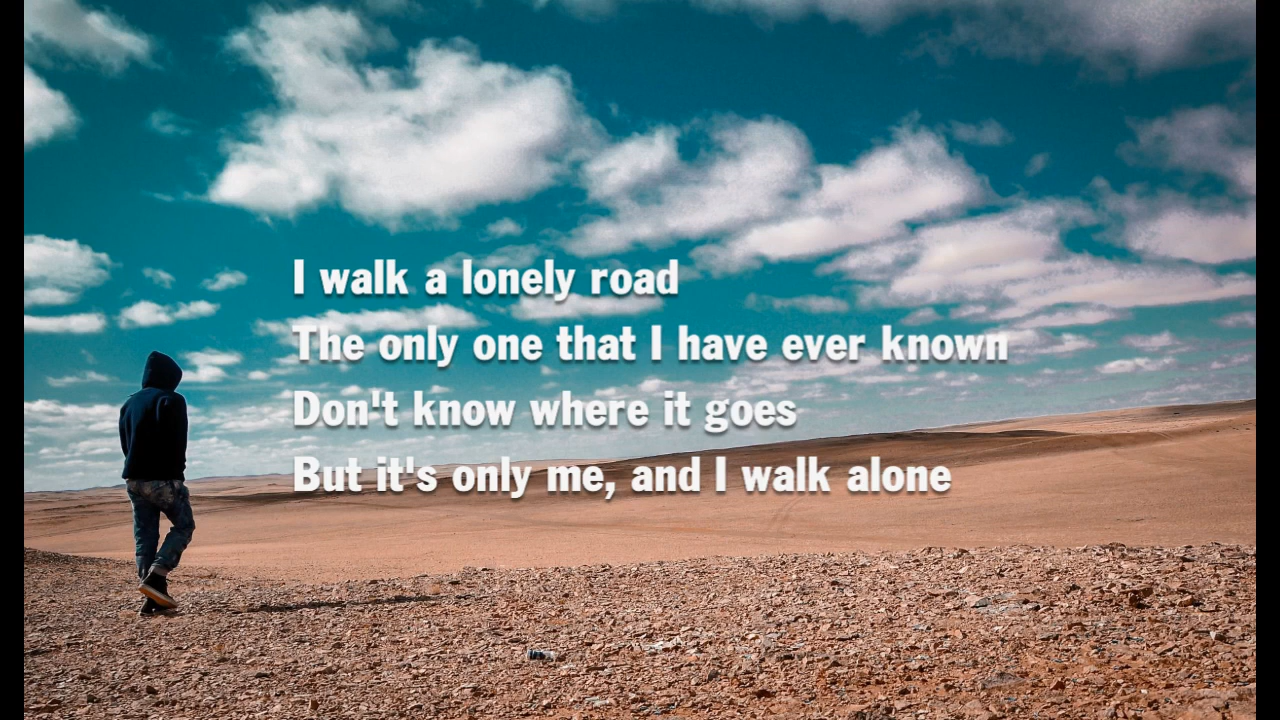 I walk a lonely road
The only one that I have ever known
Don't know where it goes
But it's only me, and I walk alone